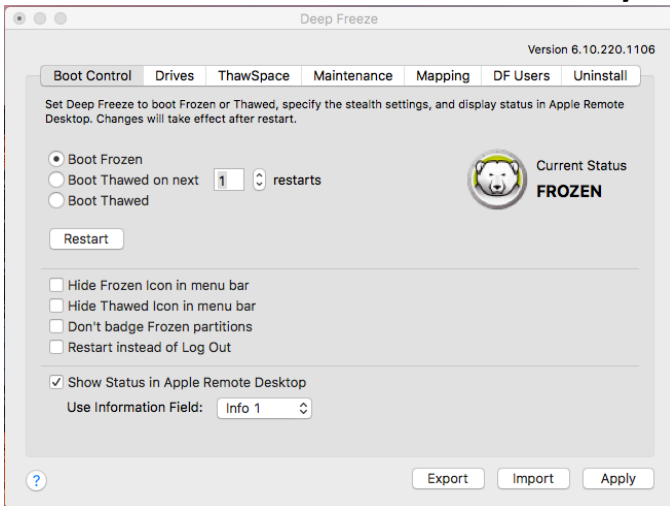 Deep Freeze
Version 6.10.220.1106
Boot Control Drives ThawSpace Maintenance Mapping DF Users Uninstall
Set Deep Freeze to boot Frozen or Thawed, specify the stealth settings, and display status in Apple Remote
Desktop. Changes will take effect after restart.
Boot Frozen
Boot Thawed on next 1 restarts
Boot Thawed
Current Status
FROZEN
Restart
Hide Frozen Icon in menu bar
Hide Thawed Icon in menu bar
Don't badge Frozen partitions
Restart instead of Log Out
Show Status in Apple Remote Desktop
Use Information Field: Info 1
? Export Import Apply